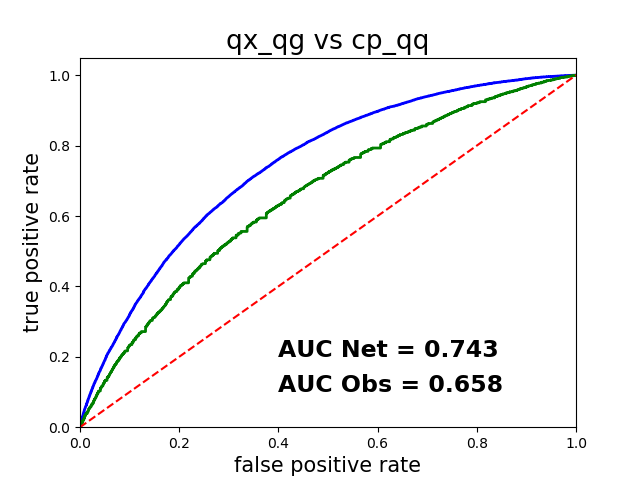 qx_qg vs cp_qq
true positive rate
1.0
0.8
0.6
0.4
0.2
0.0
AUC Net = 0.743
AUC Obs = 0.658
0.0 0.2 0.4 0.6 0.8 1.0
false positive rate